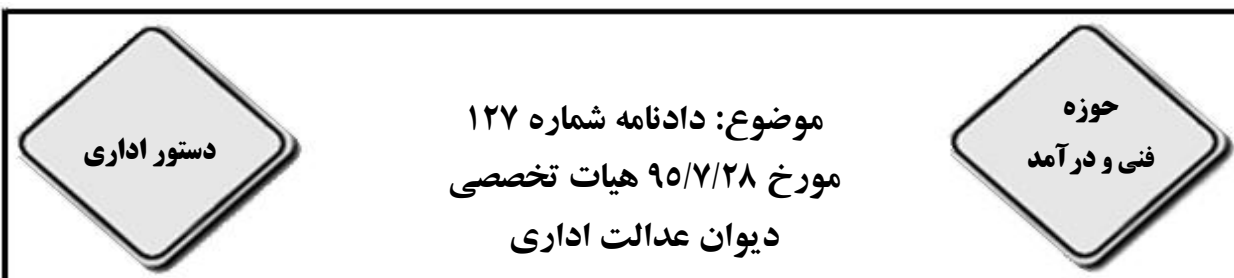 حوزه
فنی و درآمد
موضوع: دادنامه شماره ۱۲۷
مورخ ۹۵/۷/۲۸ هیات تخصصی
دیوان عدالت اداری
دستور اداری